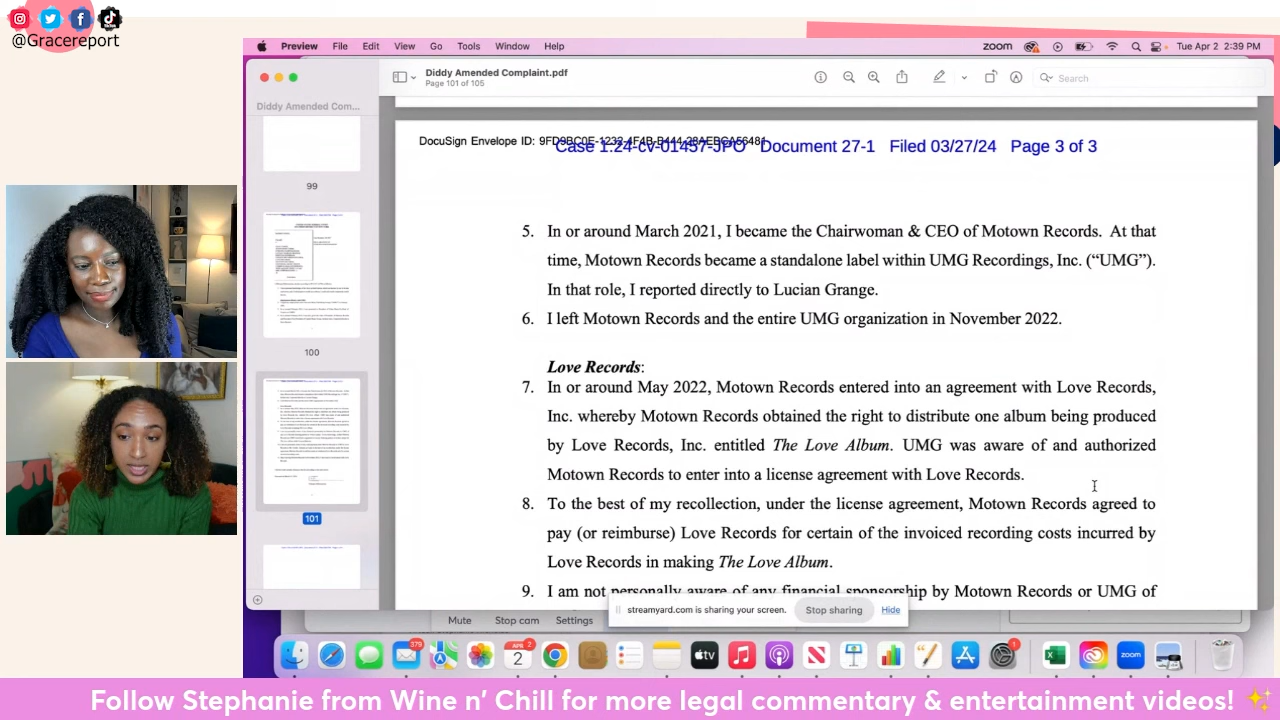 @Gracereport
Preview File Edit View Go Tools Window Help
zoom Tue Apr 2 2:39 PM
Diddy Amended Complaint.pdf
Page 101 of 105
Search
Diddy Amended Com...
99
100
101
DocuSign Envelope ID:
Case 1:24-cv-01457-JPO Document 27-1 Filed 03/27/24 Page 3 of 3
5. In or around March 2021, I became the Chairwoman & CEO of Motown Records. At that
time, Motown Records became a standalone label within UMG Recordings, Inc. (“UMG”).
role, I reported directly to Lucian Grange.
6. I left Motown Records and the entire UMG organization in November 2022.
Love Records:
7. In or around May 2022, Motown Records entered into an agreement with Love Records,
whereby Motown Records obtained the right to distribute being produced
Love Records, Inc. The Love Album. UMG was aware of and authorized
Motown Records to enter into a license agreement with Love Records.
8. To the best of my recollection, under the license agreement, Motown Records agreed to
pay (or reimburse) Love Records for certain of the invoiced recording costs incurred by
Love Records in making The Love Album.
9. I am not personally aware of any financial sponsorship by Motown Records or UMG of
streamyard.com is sharing your screen. Stop sharing Hide
Mute Stop cam Settings
379
APR 2
2
tv
1
zoom
Follow Stephanie from Wine n' Chill for more legal commentary & entertainment videos! ✨